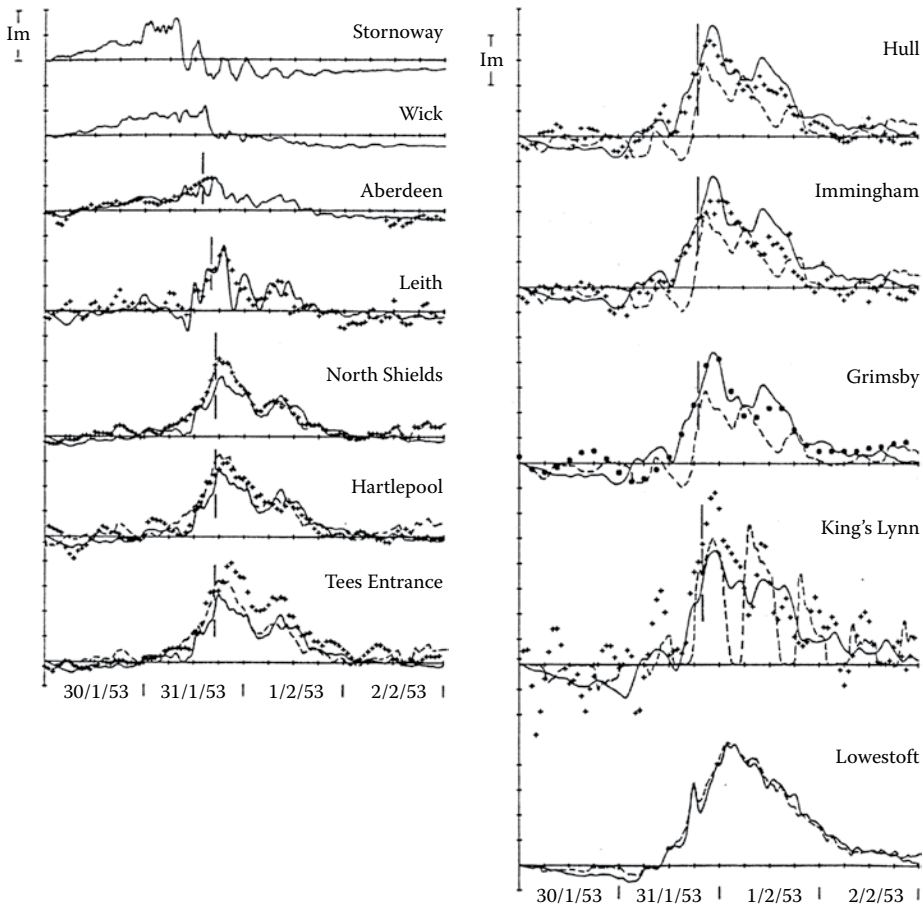 Im
Stornoway
Wick
Aberdeen
Leith
North Shields
Hartlepool
Tees Entrance
30/1/53 31/1/53 1/2/53 2/2/53
Im
Hull
Immingham
Grimsby
King's Lynn
Lowestoft
30/1/53 31/1/53 1/2/53 2/2/53